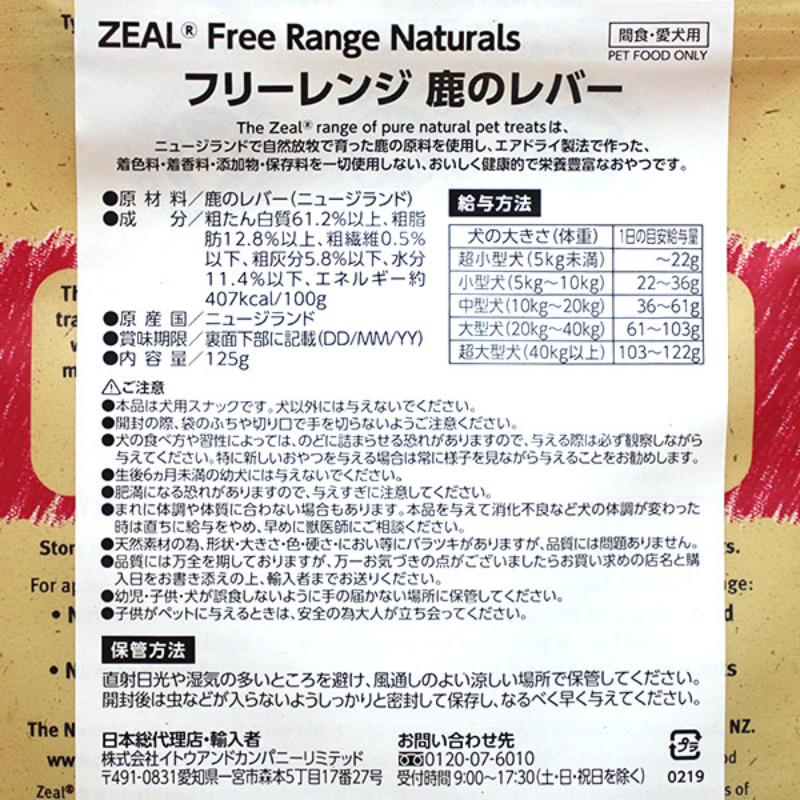 ZEAL® Free Range Naturals
間食・愛犬用
PET FOOD ONLY
フリーレンジ 鹿のレバー
The Zeal® range of pure natural pet treatsは、
ニュージーランドで自然放牧で育った鹿の原料を使用し、エアドライ製法で作った、
着色料・着香料・添加物・保存料を一切使用しない、おいしく健康的で栄養豊富なおやつです。
●原材料/鹿のレバー(ニュージランド)
●成 分/粗たん白質61.2%以上、粗脂
肪12.8%以上、粗繊維0.5%
以下、粗灰分5.8%以下、水分
11.4%以下、エネルギー約
407kcal/100g
●原産国/ニュージランド
●賞味期限/裏面下部に記載(DD/MM/YY)
●内容量/125g
給与方法
犬の大きさ(体重) 1日の目安給与量
超小型犬(5kg未満) ~22g
小型犬(5kg~10kg) 22~36g
中型犬(10kg~20kg) 36~61g
大型犬(20kg~40kg) 61~103g
超大型犬(40kg以上) 103~122g
⚠ご注意
●本品は犬用スナックです。犬以外には与えないでください。
●開封の際、袋のふちや切り口で手を切らないようご注意ください。
●犬の食べ方や習性によっては、のどに詰まらせる恐れがありますので、与える際は必ず観察しながら
与えてください。特に新しいおやつを与える場合は常に様子を見ながら与えることをお勧めします。
●生後6ヵ月未満の幼犬には与えないでください。
●肥満になる恐れがありますので、与えすぎに注意してください。
●まれに体調や体質に合わない場合もあります。本品を与えて消化不良など犬の体調が変わった
時は直ちに給与をやめ、早めに獣医師にご相談ください。
●天然素材の為、形状・大きさ・色・硬さ・におい等にバラツキがありますが、品質には問題ありません。
●品質には万全を期しておりますが、万一お気づきの点がございましたらお買い求めの店名と購
入日をお書き添えの上、輸入者までお送りください。
●幼児・子供・犬が誤食しないように手の届かない場所に保管してください。
●子供がペットに与えるときは、安全の為大人が立ち会ってください。
保管方法
直射日光や湿気の多いところを避け、風通しのよい涼しい場所で保管してください。
開封後は虫などが入らないようしっかりと密封して保存し、なるべく早く与えてください。
日本総代理店・輸入者
株式会社イトウアンドカンパニーリミテッド
〒491-0831愛知県一宮市森本5丁目17番27号
お問い合わせ先
0120-07-6010
受付時間 9:00~17:30(土・日・祝日を除く)
プラ
0219
The N
NZ.
www
Zeal®
s of